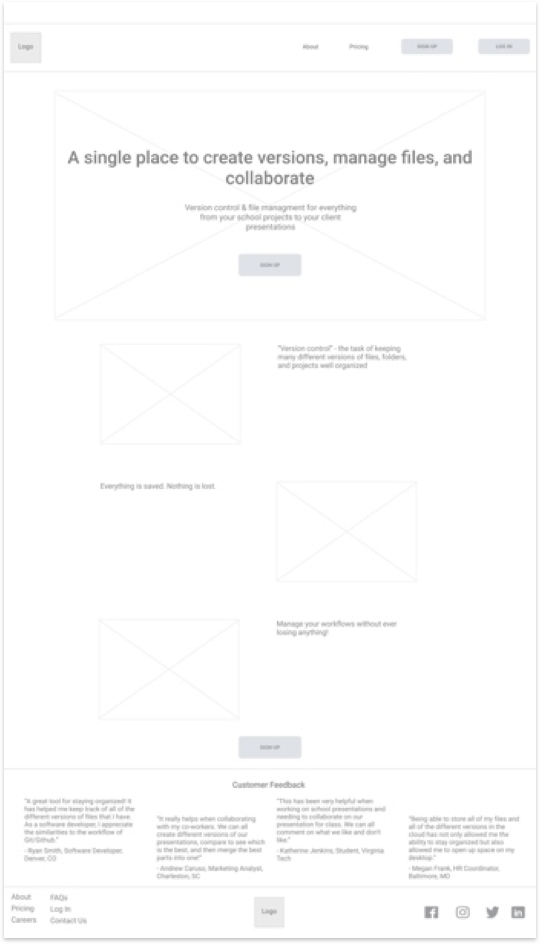 Logo
About
Pricing
SIGN UP
LOG IN
A single place to create versions, manage files, and
collaborate
Version control & file managment for everything
from your school projects to your client
presentations
SIGN UP
"Version control" - the task of keeping
many different versions of files, folders,
and projects well organized
Everything is saved. Nothing is lost.
Manage your workflows without ever
losing anything!
SIGN UP
Customer Feedback
"A great tool for staying organized! It
has helped me keep track of all of the
different versions of files that I have.
As a software developer, I appreciate
the similarities to the workflow of
Git/Github."
- Ryan Smith, Software Developer,
Denver, CO
"It really helps when collaborating
with my co-workers. We can all
create different versions of our
presentations, compare to see which
is the best, and then merge the best
parts into one!"
- Andrew Caruso, Marketing Analyst,
Charleston, SC
"This has been very helpful when
working on school presentations and
needing to collaborate on our
presentation for class. We can all
comment on what we like and don't
like."
- Katherine Jenkins, Student, Virginia
Tech
"Being able to store all of my files and
all of the different versions in the
cloud has not only allowed me the
ability to stay organized but also
allowed me to open up space on my
desktop."
- Megan Frank, HR Coordinator,
Baltimore, MD
About
Pricing
Careers
FAQs
Log In
Contact Us
Logo